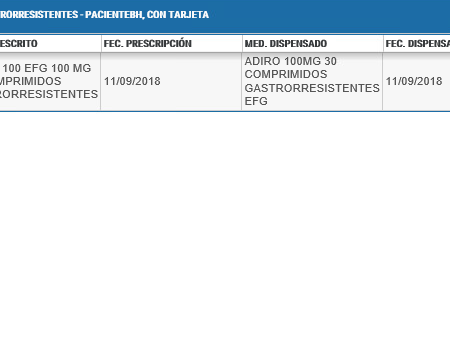 RORRESISTENTES - PACIENTEBH, CON TARJETA
ESCRITO FEC. PRESCRIPCIÓN MED. DISPENSADO FEC. DISPENSA
100 EFG 100 MG
MPRIMIDOS
RORRESISTENTES
11/09/2018
ADIRO 100MG 30
COMPRIMIDOS
GASTRORRESISTENTES
EFG
11/09/2018